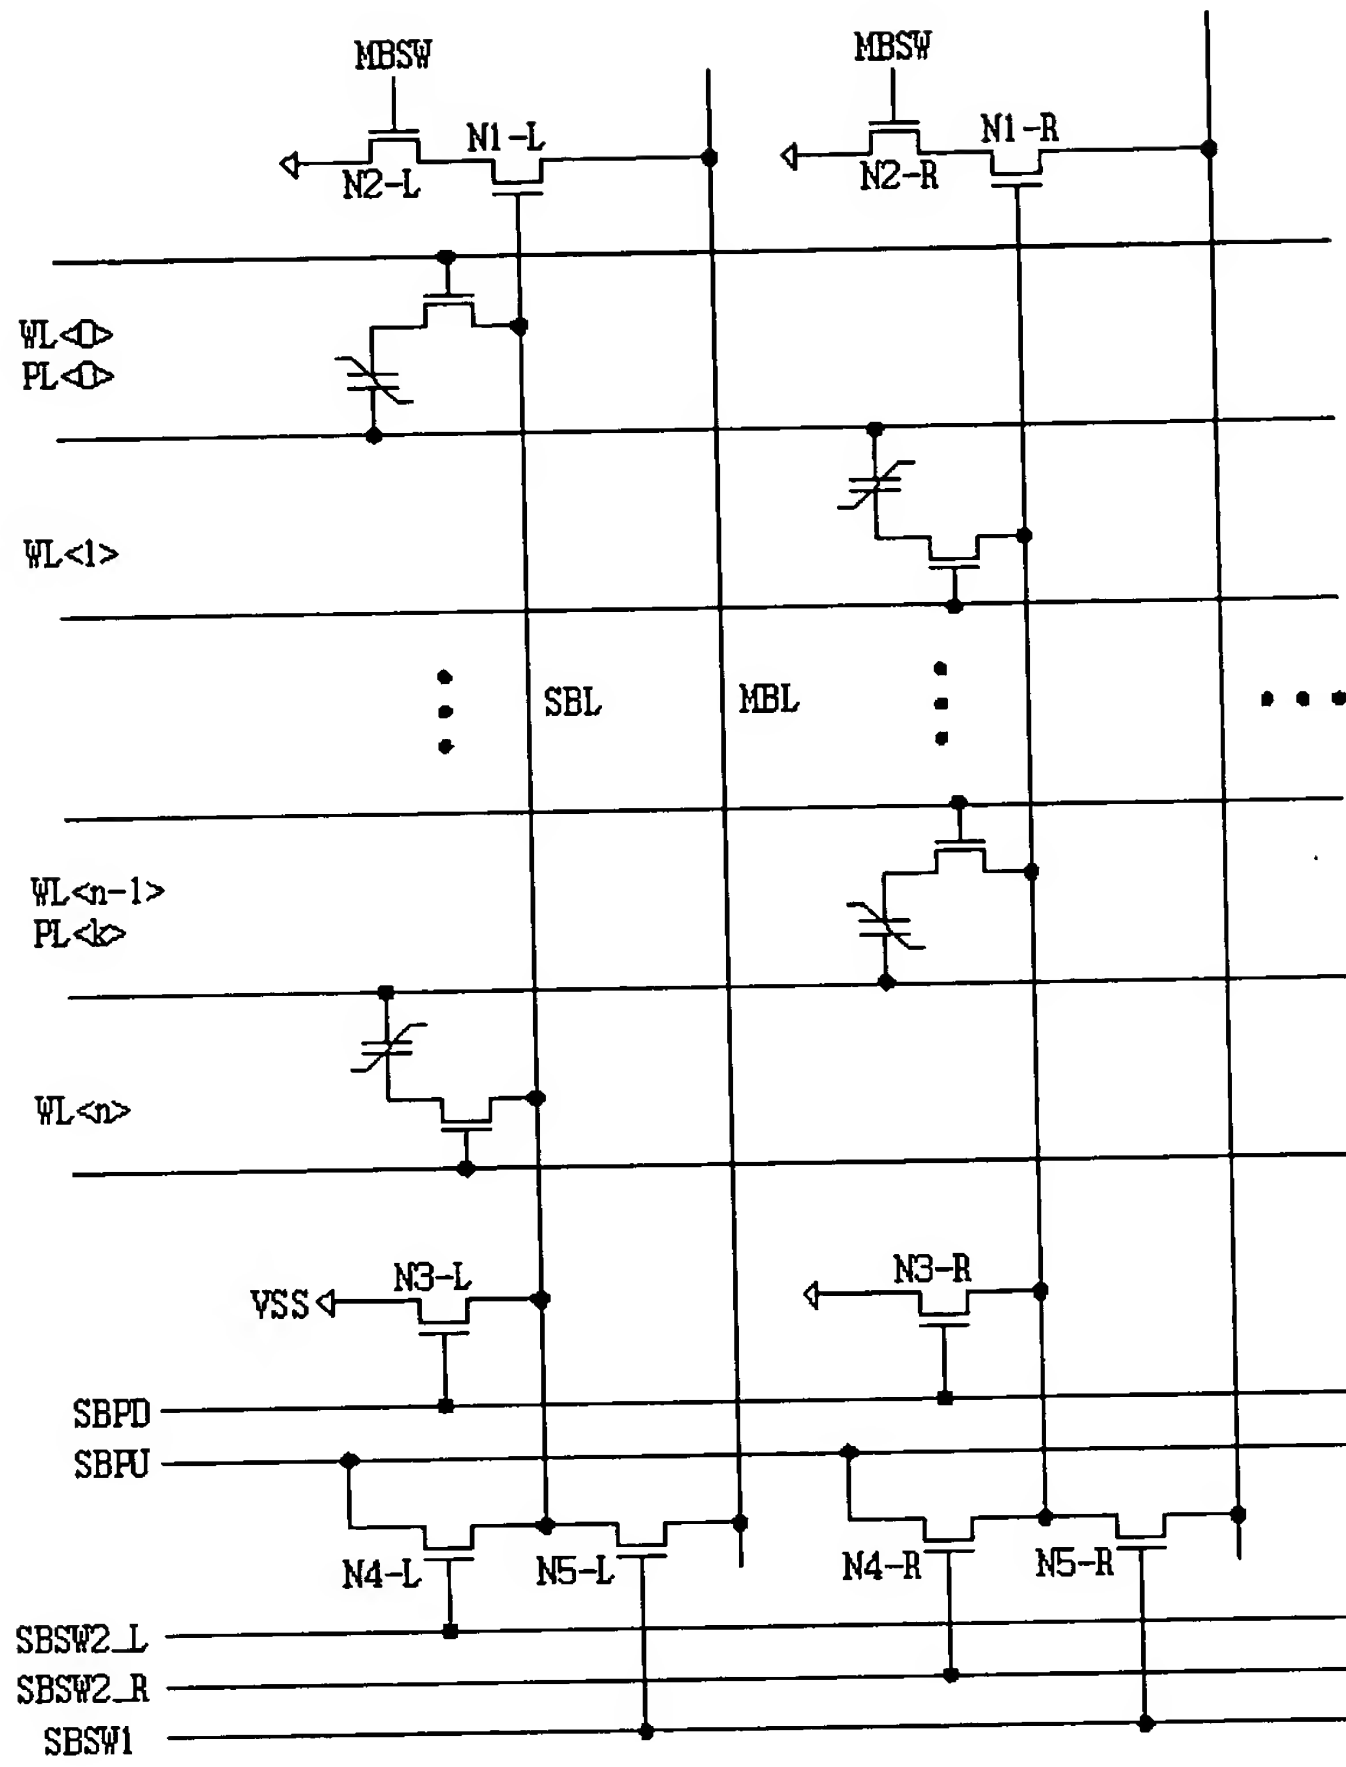 MBSW MBSW
N1-L N1-R
N2-L N2-R
WL<0>
PL<0>
WL<1>
SBL MBL
WL<n-1>
PL<k>
WL<n>
N3-L N3-R
VSS
SBPD
SBPU
N4-L N5-L N4-R N5-R
SBSW2_L
SBSW2_R
SBSW1